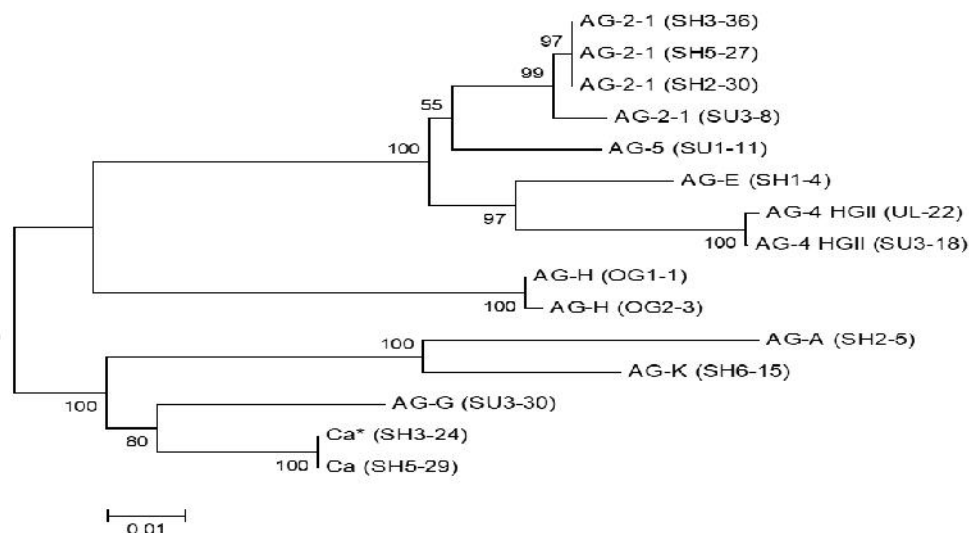 AG-2-1 (SH3-36)
97
AG-2-1 (SH5-27)
99
AG-2-1 (SH2-30)
55
AG-2-1 (SU3-8)
100
AG-5 (SU1-11)
AG-E (SH1-4)
97
AG-4 HGII (UL-22)
100
AG-4 HGII (SU3-18)
AG-H (OG1-1)
100
AG-H (OG2-3)
100
AG-A (SH2-5)
AG-K (SH6-15)
100
AG-G (SU3-30)
80
Ca* (SH3-24)
100
Ca (SH5-29)
0.01